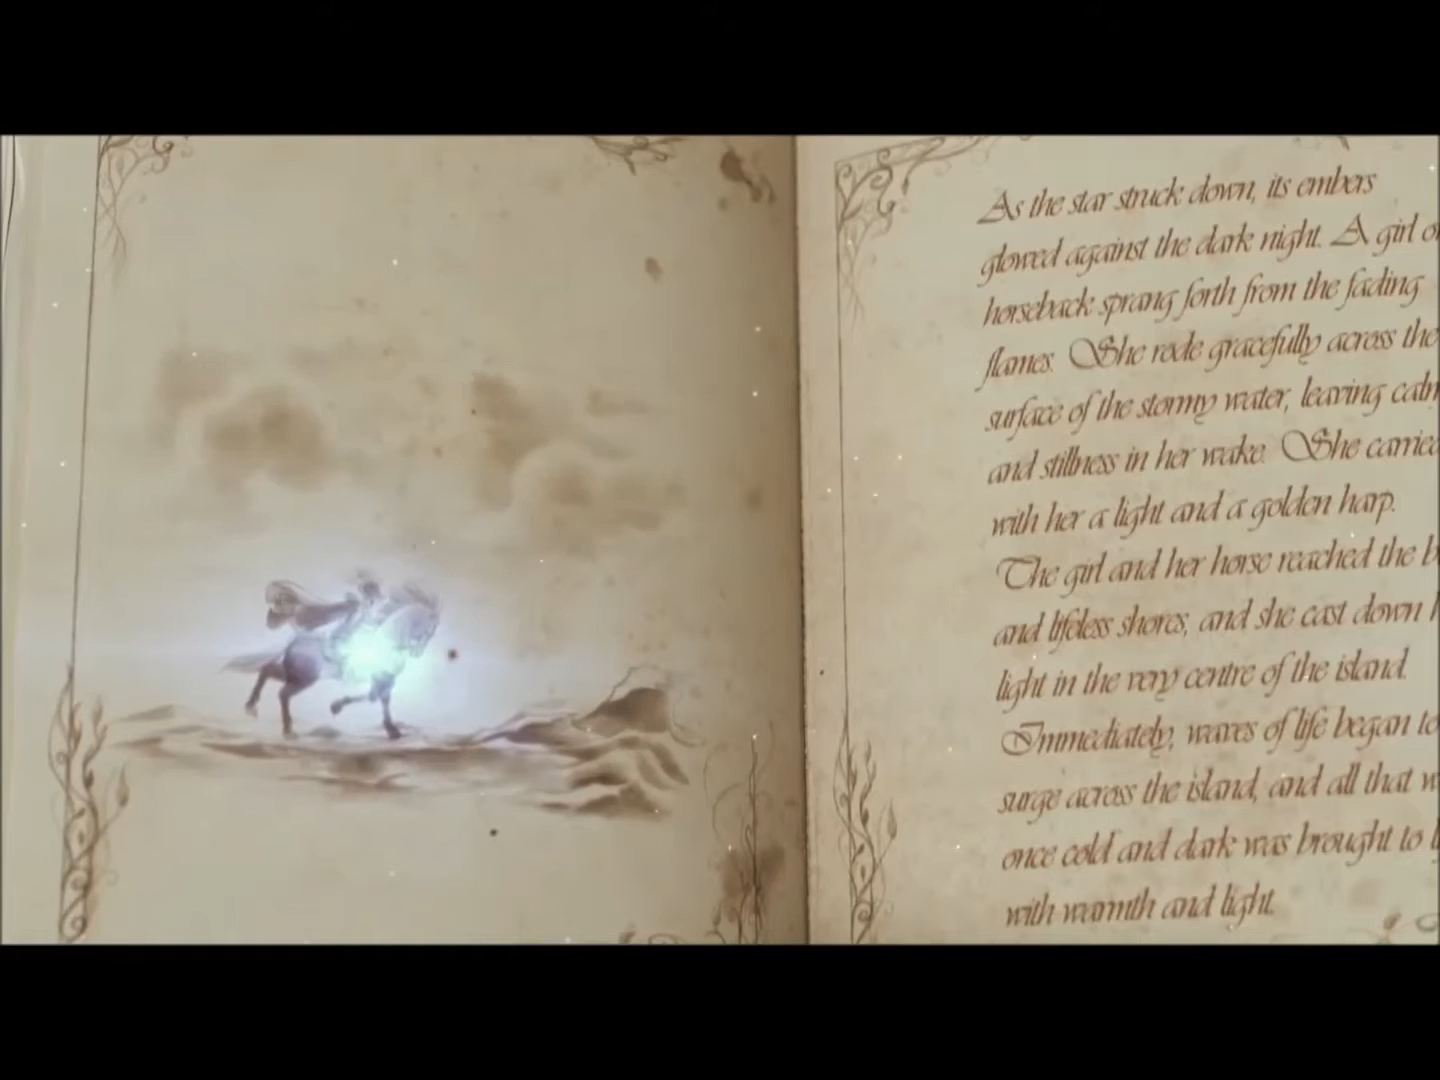 As the star struck down, its embers
glowed against the dark night. A girl
horseback sprang forth from the fading
flames. She rode gracefully across the
surface of the stormy water, leaving
and stillness in her wake. She
with her a light and a golden harp.
The girl and her horse reached the
and lifeless shores, and she cast down
light in the very centre of the island.
Immediately, waves of life began to
surge across the island, and all that
once cold and dark was brought to
with warmth and light.